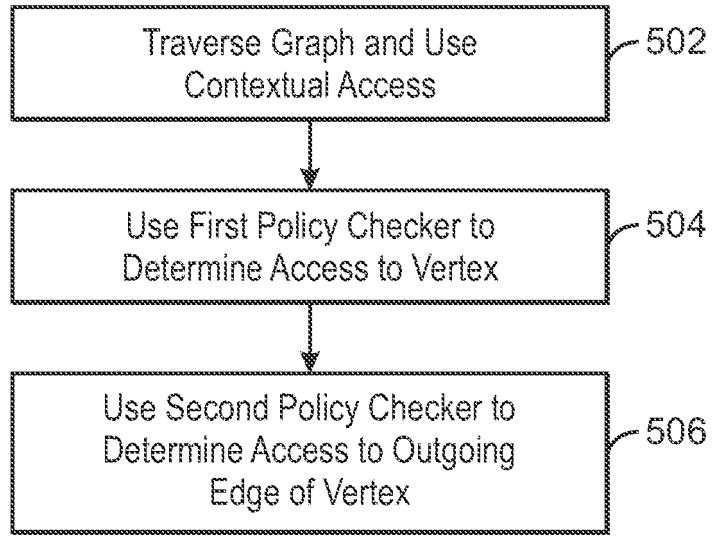 Traverse Graph and Use
Contextual Access
502
Use First Policy Checker to
Determine Access to Vertex
504
Use Second Policy Checker to
Determine Access to Outgoing
Edge of Vertex
506